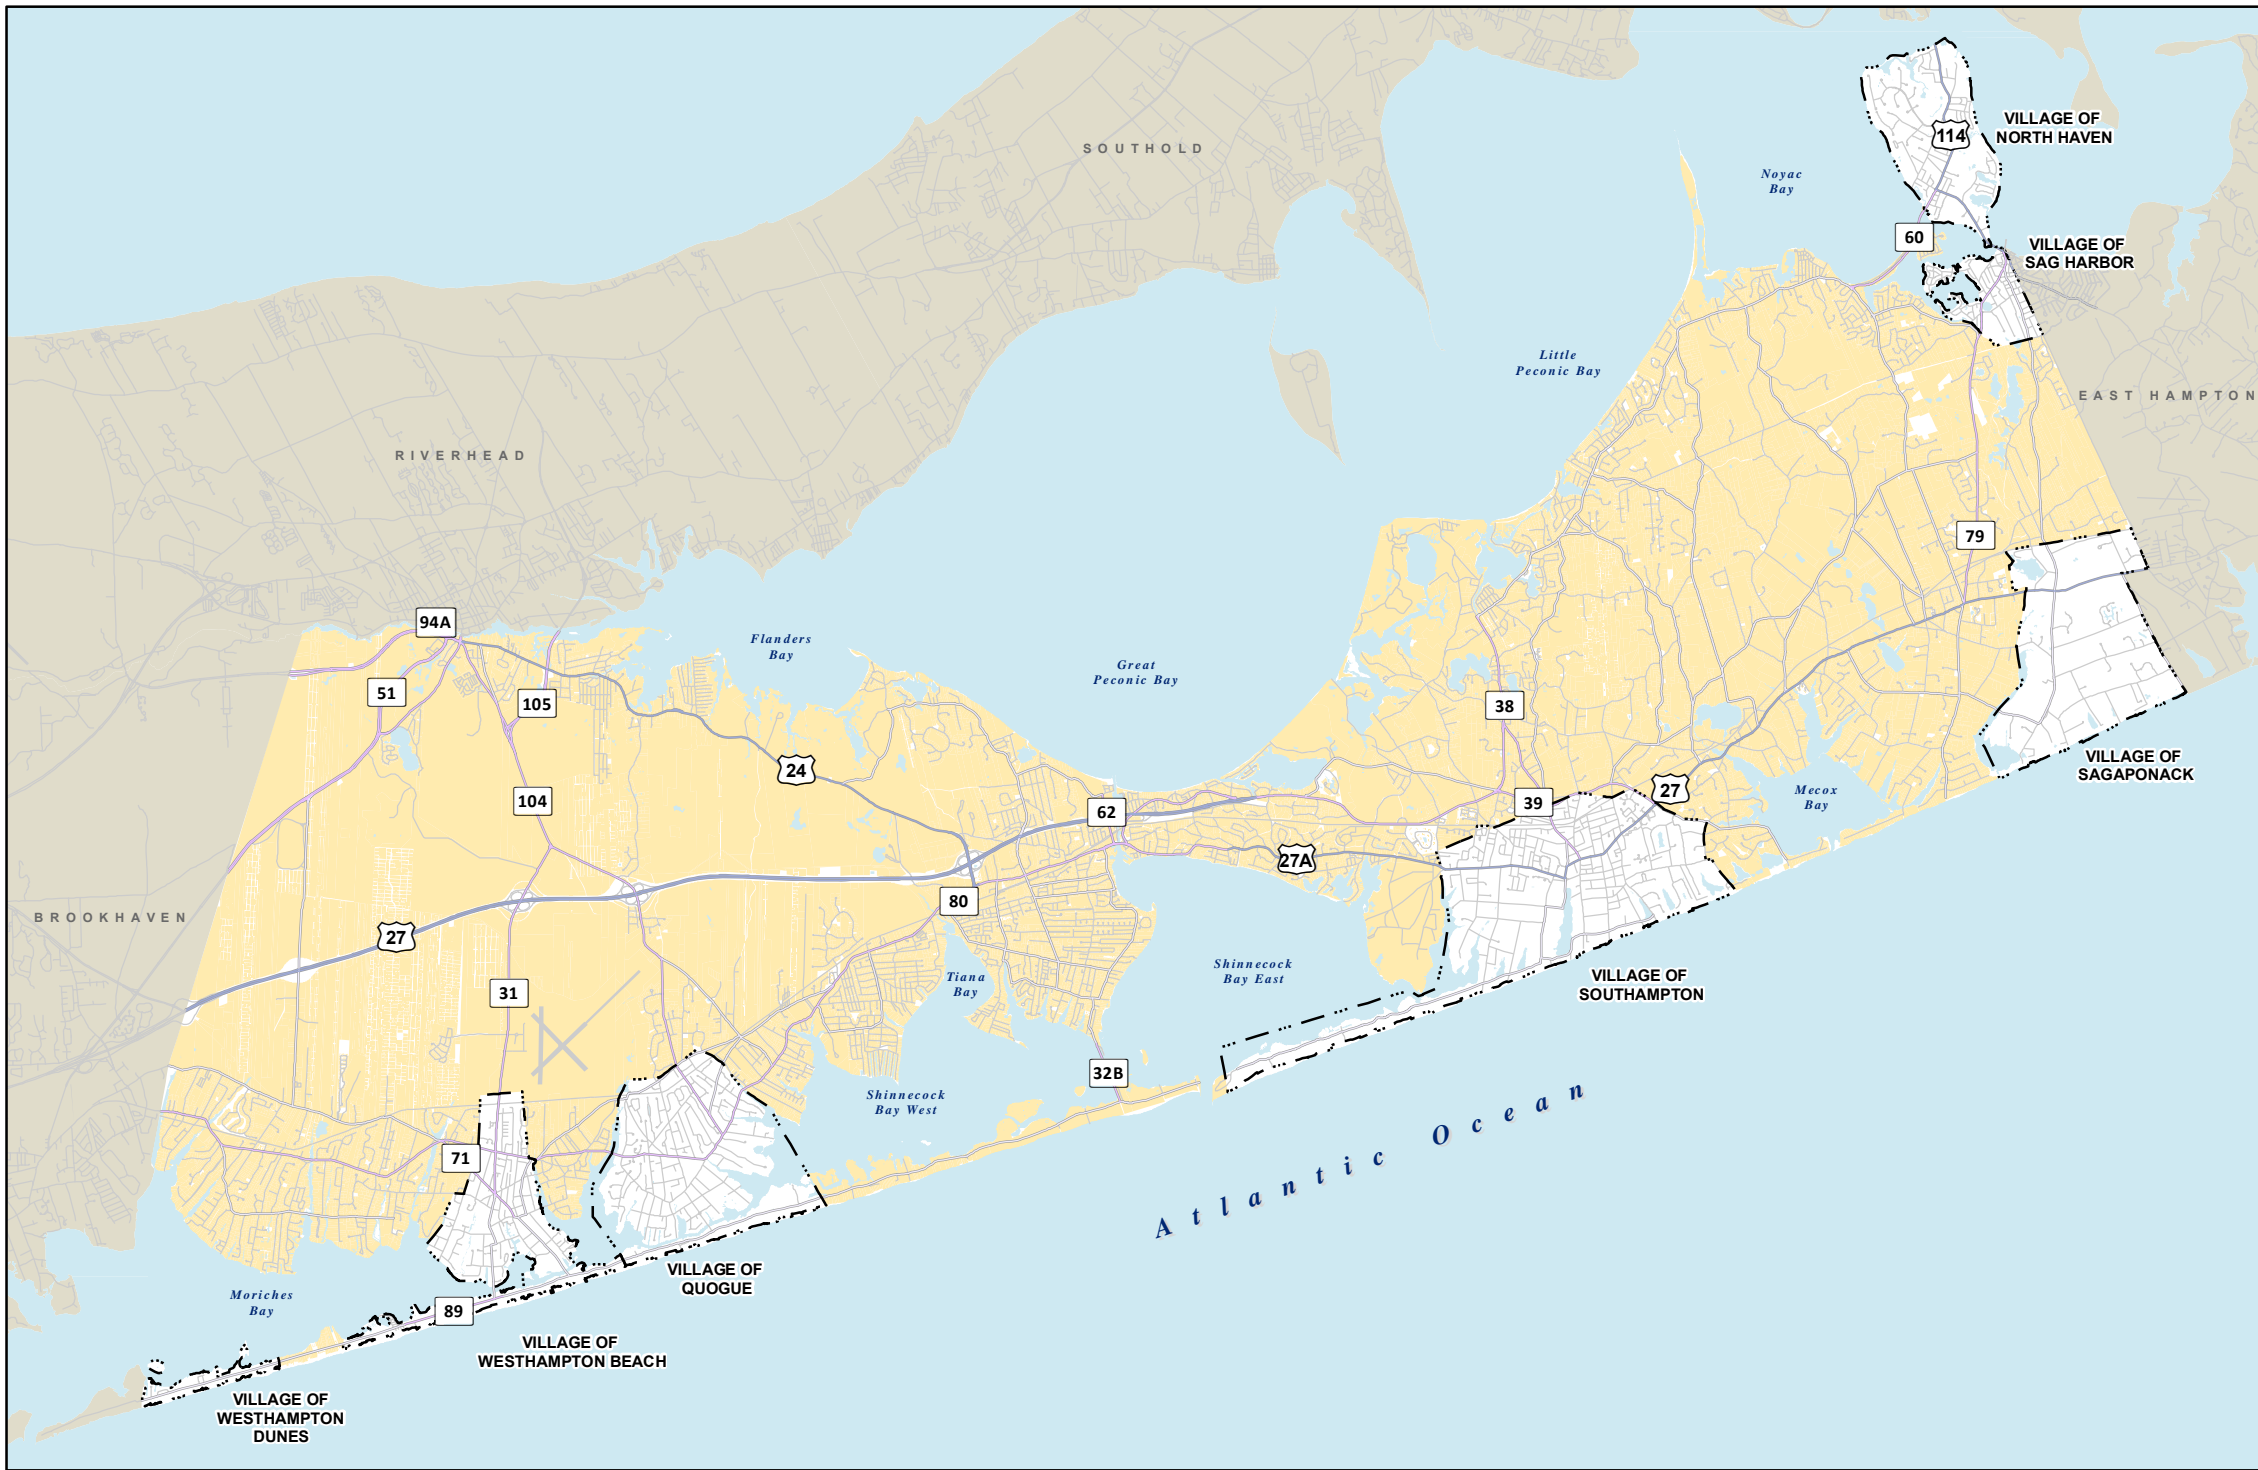 VILLAGE OF
NORTH HAVEN
114
SOUTHOLD
Noyac
Bay
60
VILLAGE OF
SAG HARBOR
Little
Peconic Bay
EAST HAMPTON
RIVERHEAD
79
94A
Flanders
Bay
Great
Peconic Bay
51
105
38
VILLAGE OF
SAGAPONACK
24
104
62
39
27
Mecox
Bay
27A
80
BROOKHAVEN
27
31
Tiana
Bay
Shinnecock
Bay East
VILLAGE OF
SOUTHAMPTON
32B
Shinnecock
Bay West
Atlantic Ocean
71
VILLAGE OF
QUOGUE
Moriches
Bay
89
VILLAGE OF
WESTHAMPTON BEACH
VILLAGE OF
WESTHAMPTON
DUNES